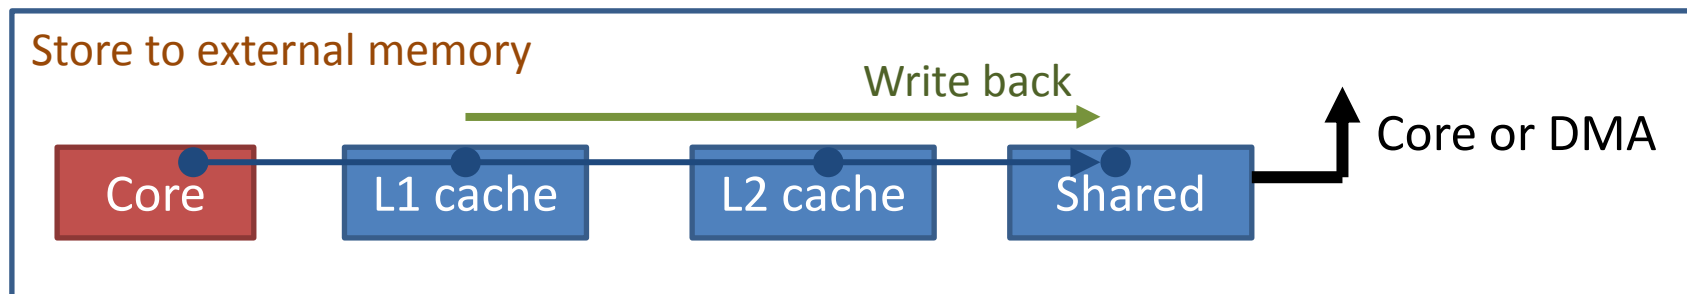 Store to external memory
Write back
Core or DMA
Core
L1 cache
L2 cache
Shared